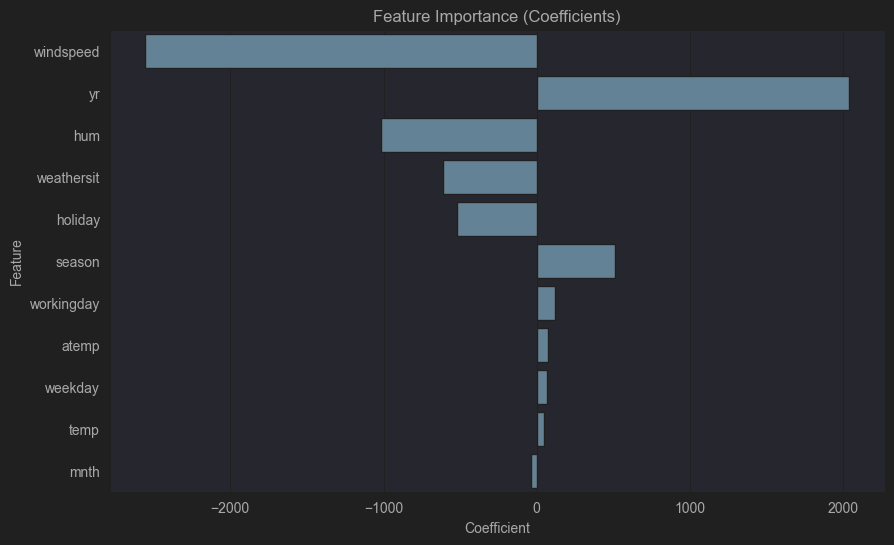 Feature Importance (Coefficients)
windspeed
yr
hum
weathersit
holiday
season
workingday
atemp
weekday
temp
mnth
Feature
−2000
−1000
0
1000
2000
Coefficient